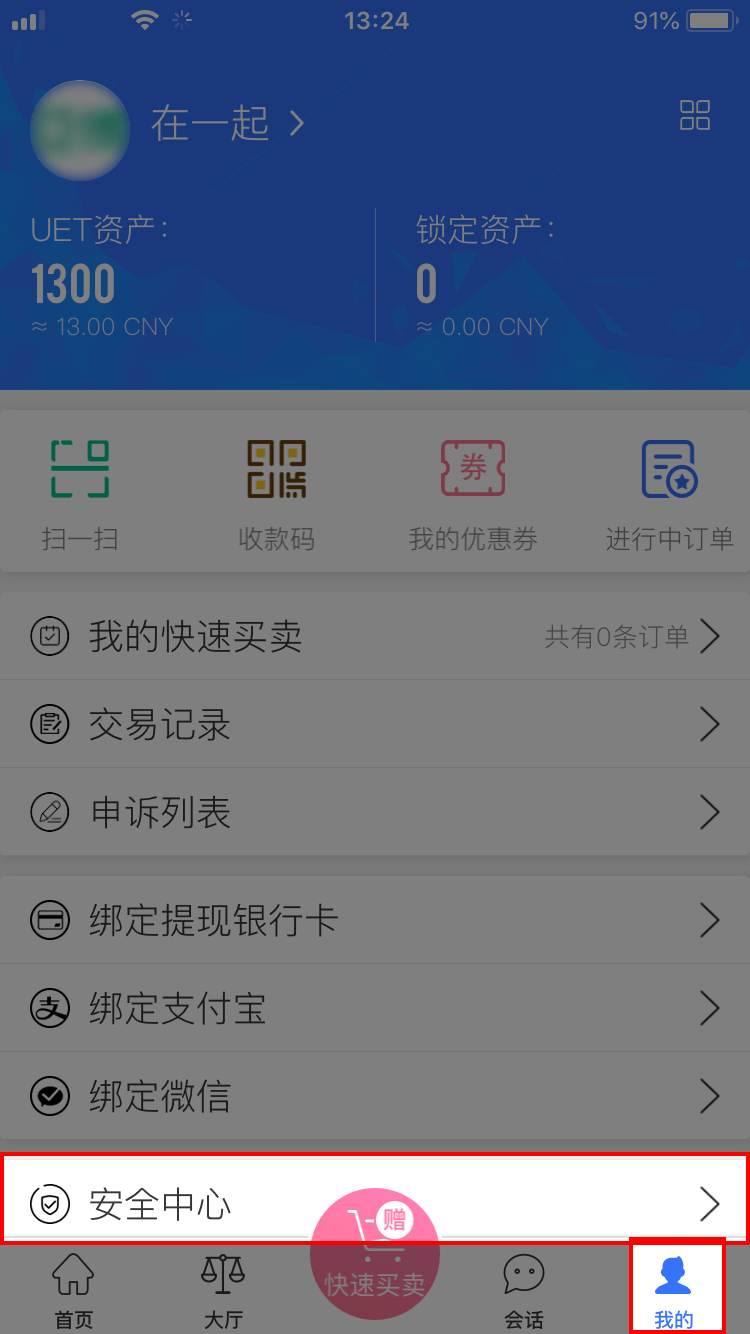 13:24
91%
在一起
UET资产：
锁定资产：
1300
0
≈ 13.00 CNY
≈ 0.00 CNY
券
扫一扫
收款码
我的优惠券
进行中订单
我的快速买卖
共有0条订单
交易记录
申诉列表
绑定提现银行卡
支
绑定支付宝
绑定微信
安全中心
赠
快速买卖
首页
大厅
会话
我的